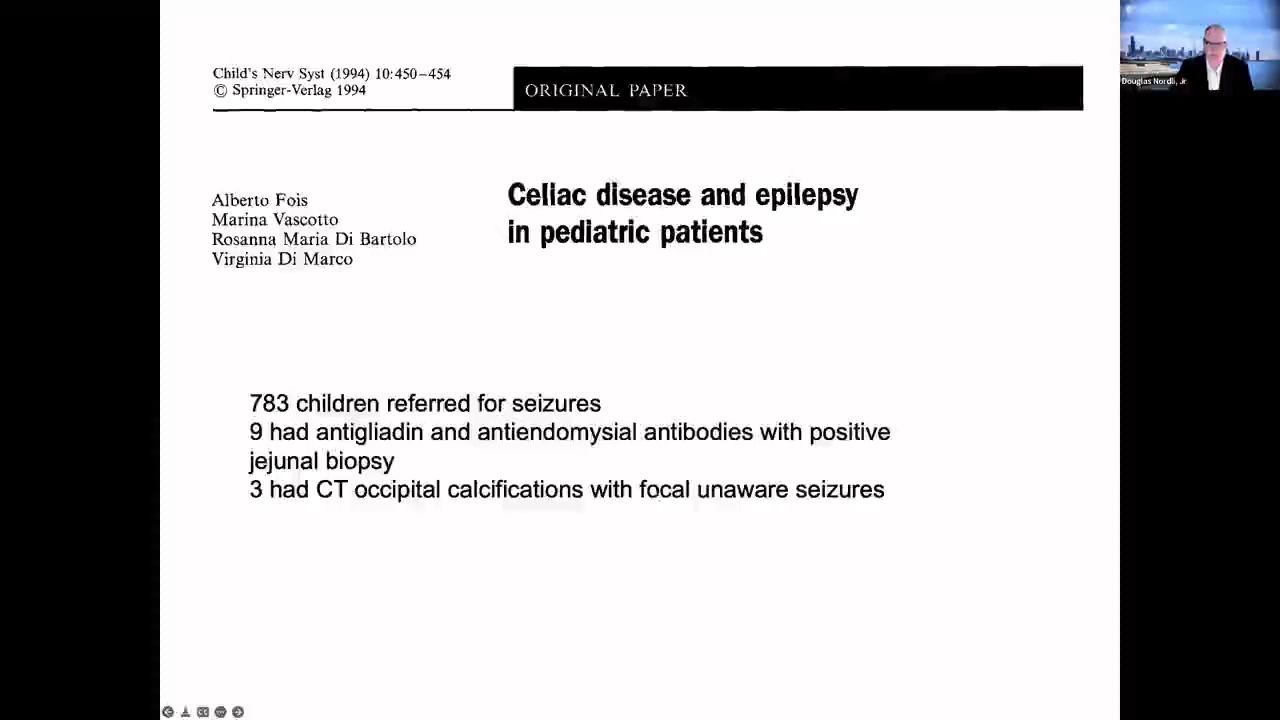 Child's Nerv Syst (1994) 10:450–454
© Springer-Verlag 1994
ORIGINAL PAPER
Alberto Fois
Marina Vascotto
Rosanna Maria Di Bartolo
Virginia Di Marco
Celiac disease and epilepsy
in pediatric patients
783 children referred for seizures
9 had antigliadin and antiendomysial antibodies with positive
jejunal biopsy
3 had CT occipital calcifications with focal unaware seizures
Douglas Nordli, Jr